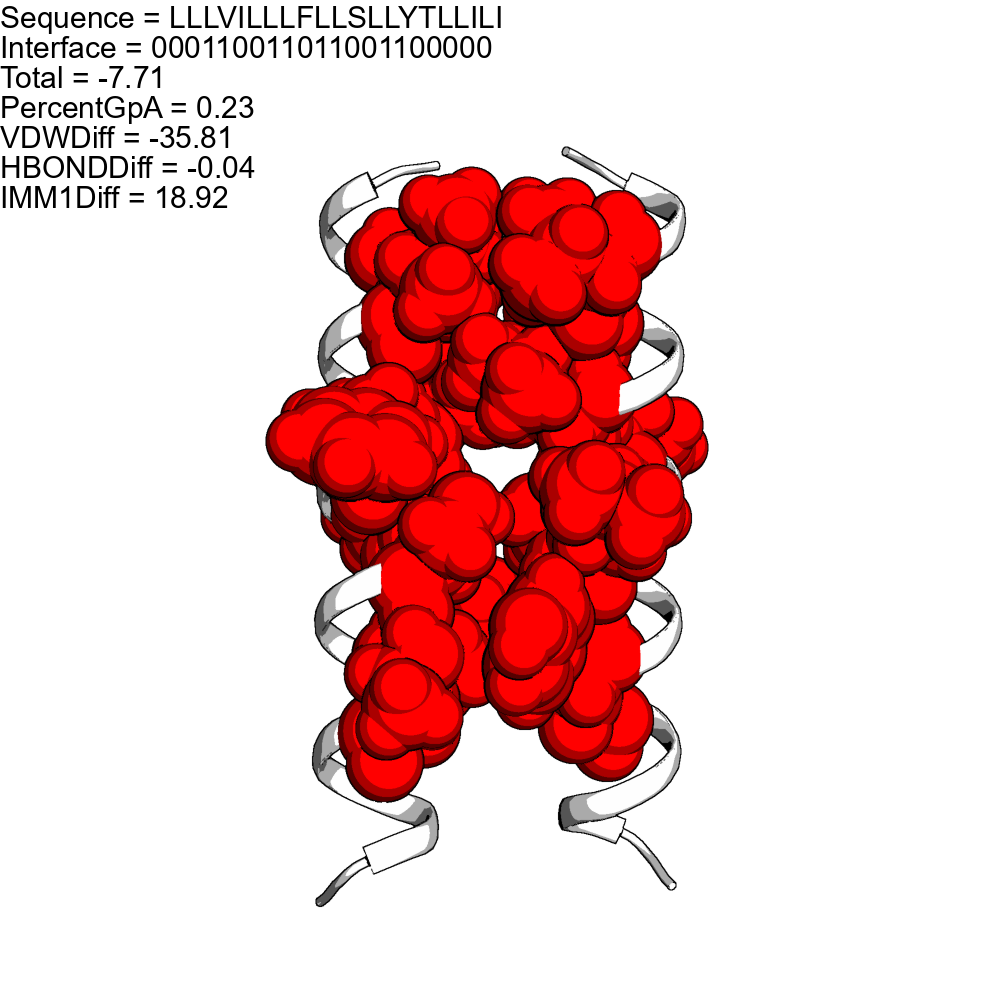 Sequence = LLLVILLLFLLSLLYTLLILI
Interface = 000110011011001100000
Total = -7.71
PercentGpA = 0.23
VDWDiff = -35.81
HBONDDiff = -0.04
IMM1Diff = 18.92